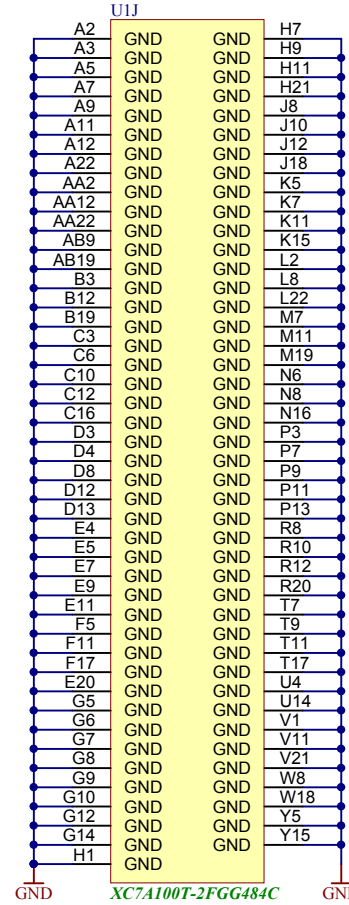 U1J
A2 GND GND H7
A3 GND GND H9
A5 GND GND H11
A7 GND GND H21
A9 GND GND J8
A11 GND GND J10
A12 GND GND J12
A22 GND GND J18
AA2 GND GND K5
AA12 GND GND K7
AA22 GND GND K11
AB9 GND GND K15
AB19 GND GND L2
B3 GND GND L8
B12 GND GND L22
B19 GND GND M7
C3 GND GND M11
C6 GND GND M19
C10 GND GND N6
C12 GND GND N8
C16 GND GND N16
D3 GND GND P3
D4 GND GND P7
D8 GND GND P9
D12 GND GND P11
D13 GND GND P13
E4 GND GND R8
E5 GND GND R10
E7 GND GND R12
E9 GND GND R20
E11 GND GND T7
F5 GND GND T9
F11 GND GND T11
F17 GND GND T17
E20 GND GND U4
G5 GND GND U14
G6 GND GND V1
G7 GND GND V11
G8 GND GND V21
G9 GND GND W8
G10 GND GND W18
G12 GND GND Y5
G14 GND GND Y15
H1 GND
GND XC7A100T-2FGG484C GND